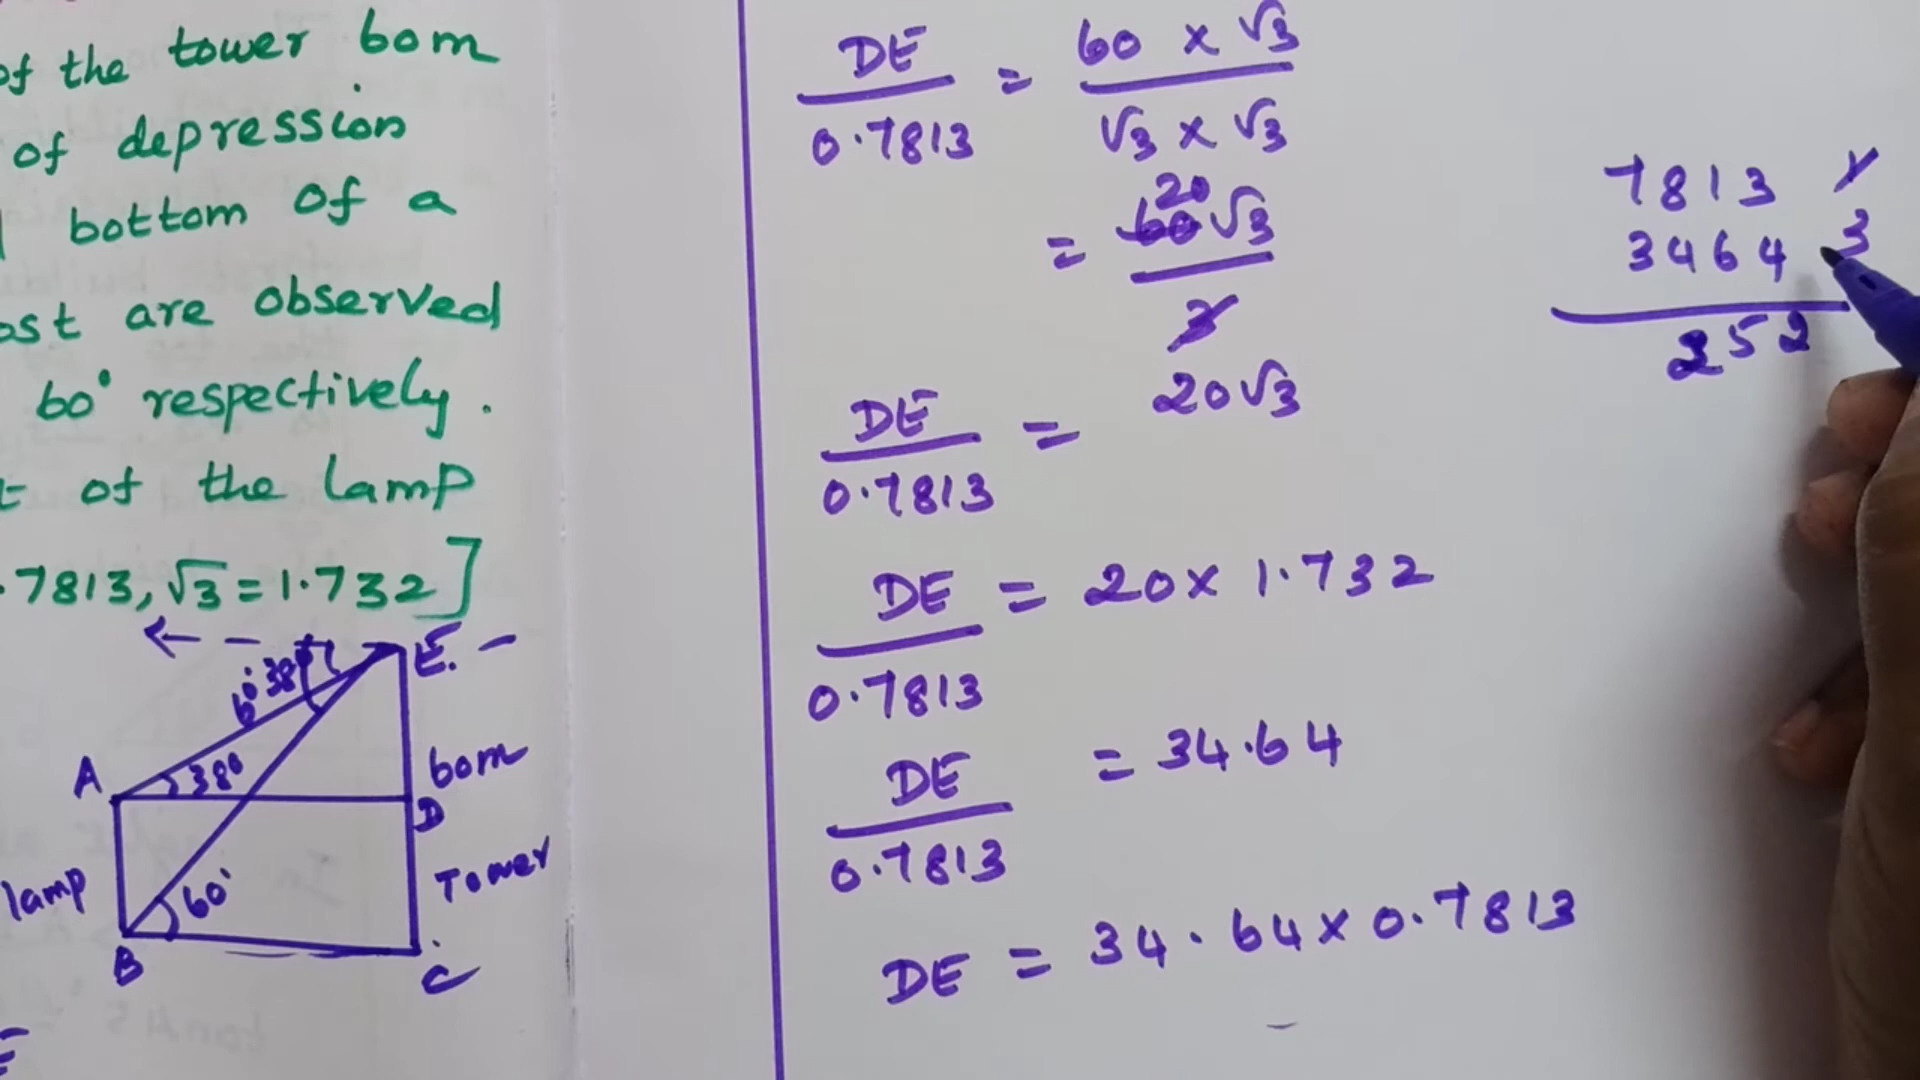 of the tower 60m
of depression
bottom of a
ost are observed
60° respectively.
t of the lamp
.7813, √3 = 1.732]
E.
60° 38°
A
38°
60m
D
lamp
60°
Tower
B
C
DE/0.7813 = 60 × √3/√3 × √3
= 60√3/3
20
DE/0.7813 = 20√3
DE/0.7813 = 20 × 1.732
DE/0.7813 = 34.64
DE = 34.64 × 0.7813
7813
3464 3
252